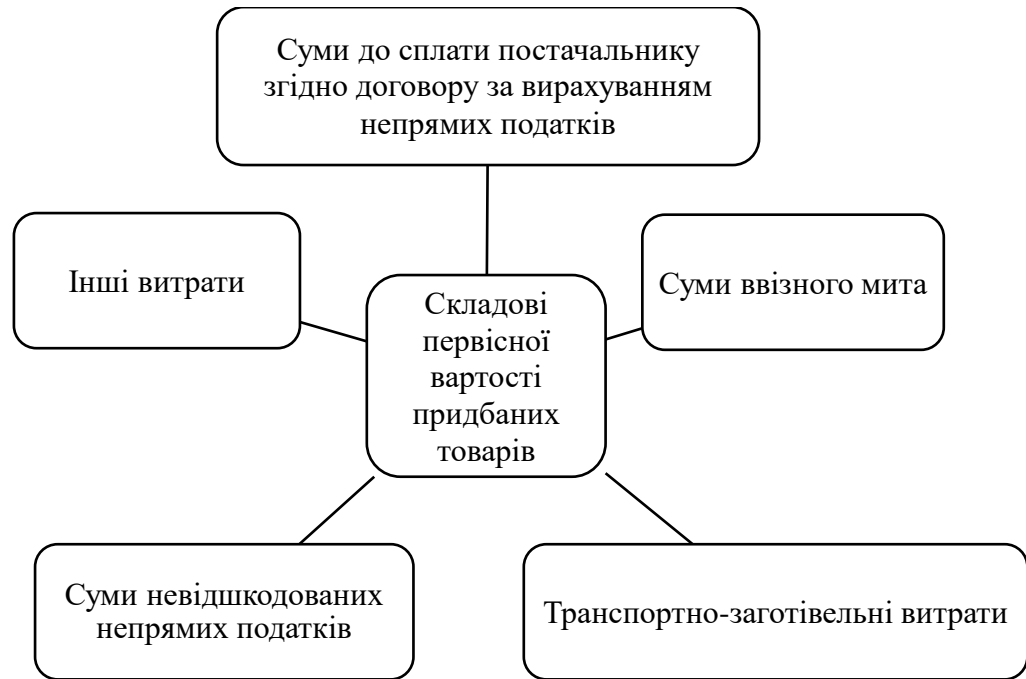 Суми до сплати постачальнику
згідно договору за вирахуванням
непрямих податків
Інші витрати
Суми ввізного мита
Складові
первісної
вартості
придбаних
товарів
Суми невідшкодованих
непрямих податків
Транспортно-заготівельні витрати